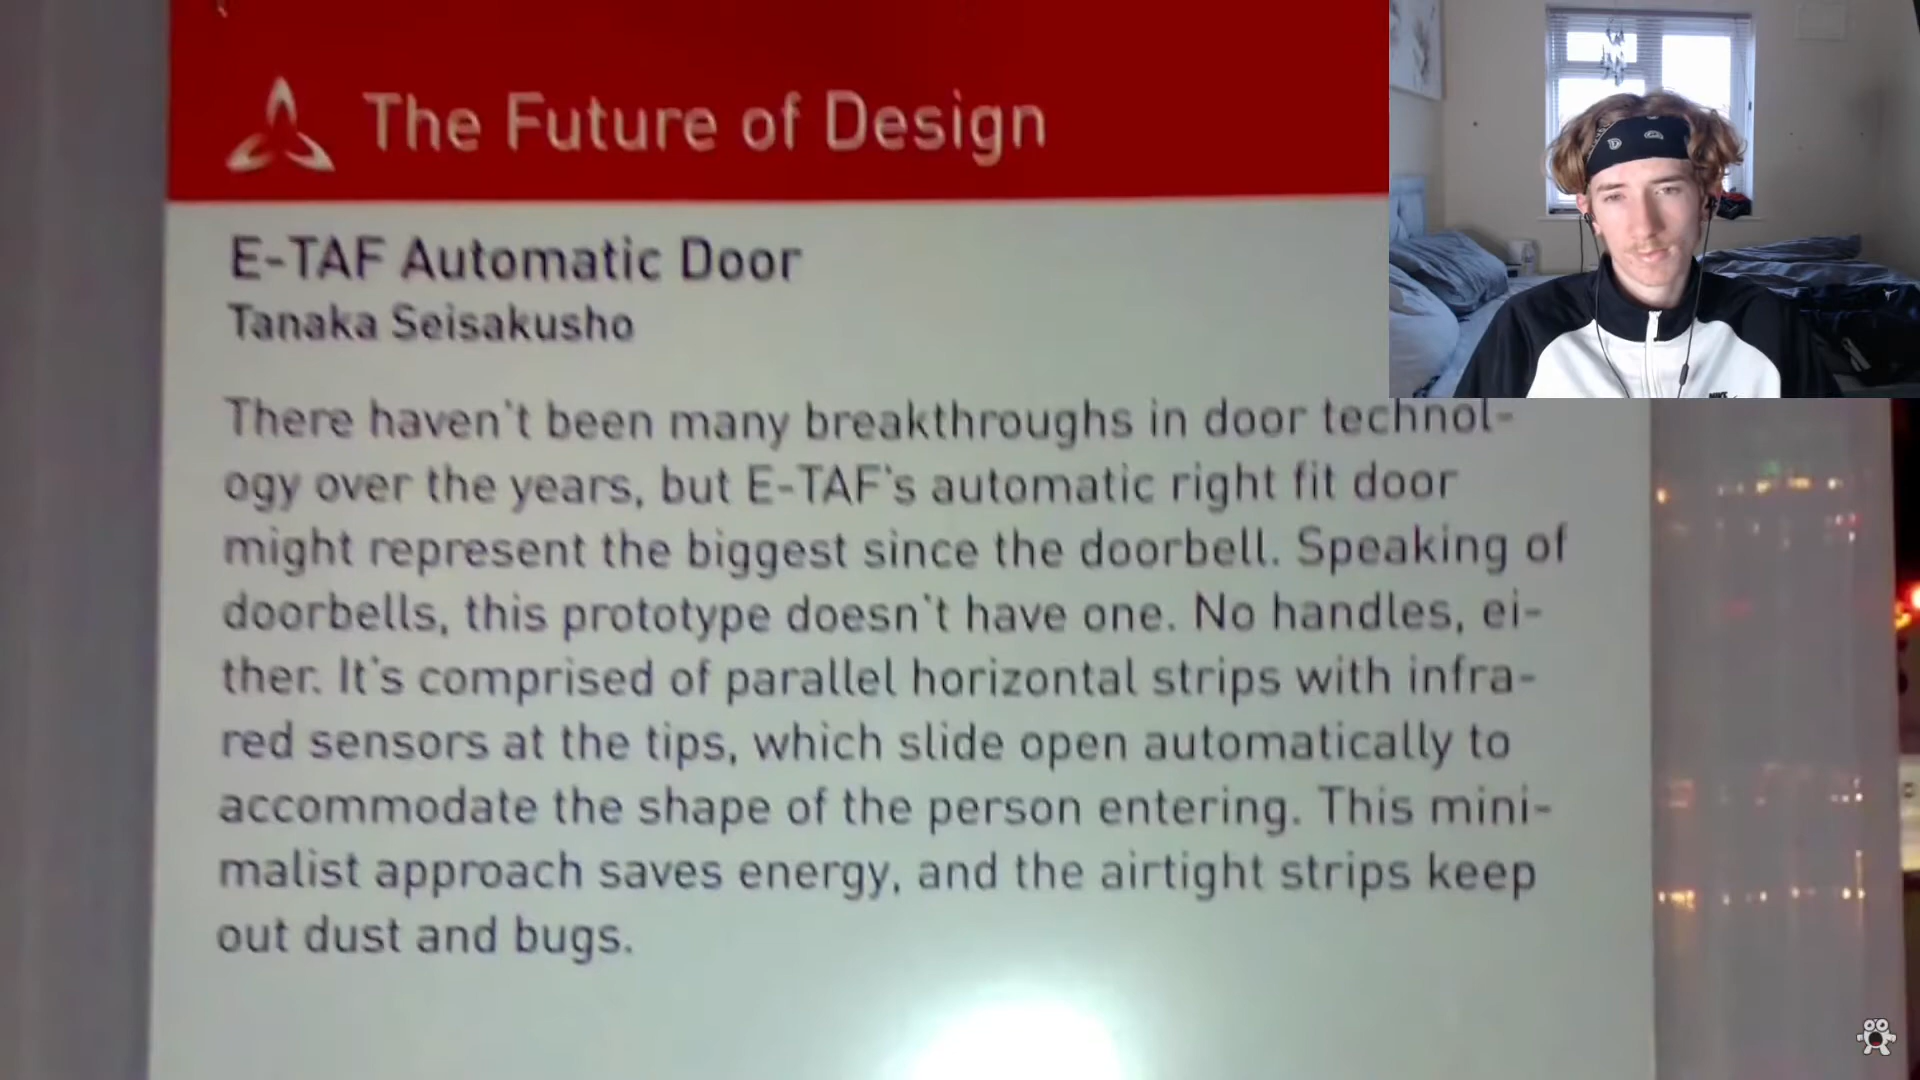 The Future of Design
E-TAF Automatic Door
Tanaka Seisakusho
There haven't been many breakthroughs in door technol-
ogy over the years, but E-TAF's automatic right fit door
might represent the biggest since the doorbell. Speaking of
doorbells, this prototype doesn't have one. No handles, ei-
ther. It's comprised of parallel horizontal strips with infra-
red sensors at the tips, which slide open automatically to
accommodate the shape of the person entering. This mini-
malist approach saves energy, and the airtight strips keep
out dust and bugs.